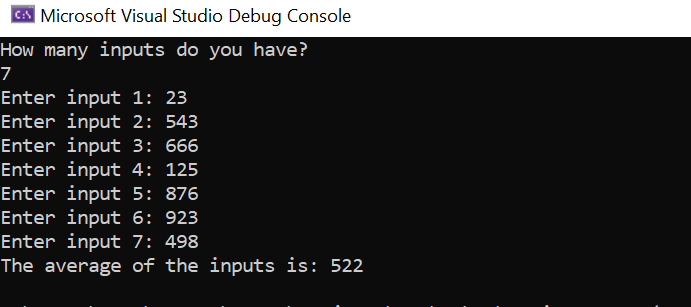 Microsoft Visual Studio Debug Console
How many inputs do you have?
7
Enter input 1: 23
Enter input 2: 543
Enter input 3: 666
Enter input 4: 125
Enter input 5: 876
Enter input 6: 923
Enter input 7: 498
The average of the inputs is: 522